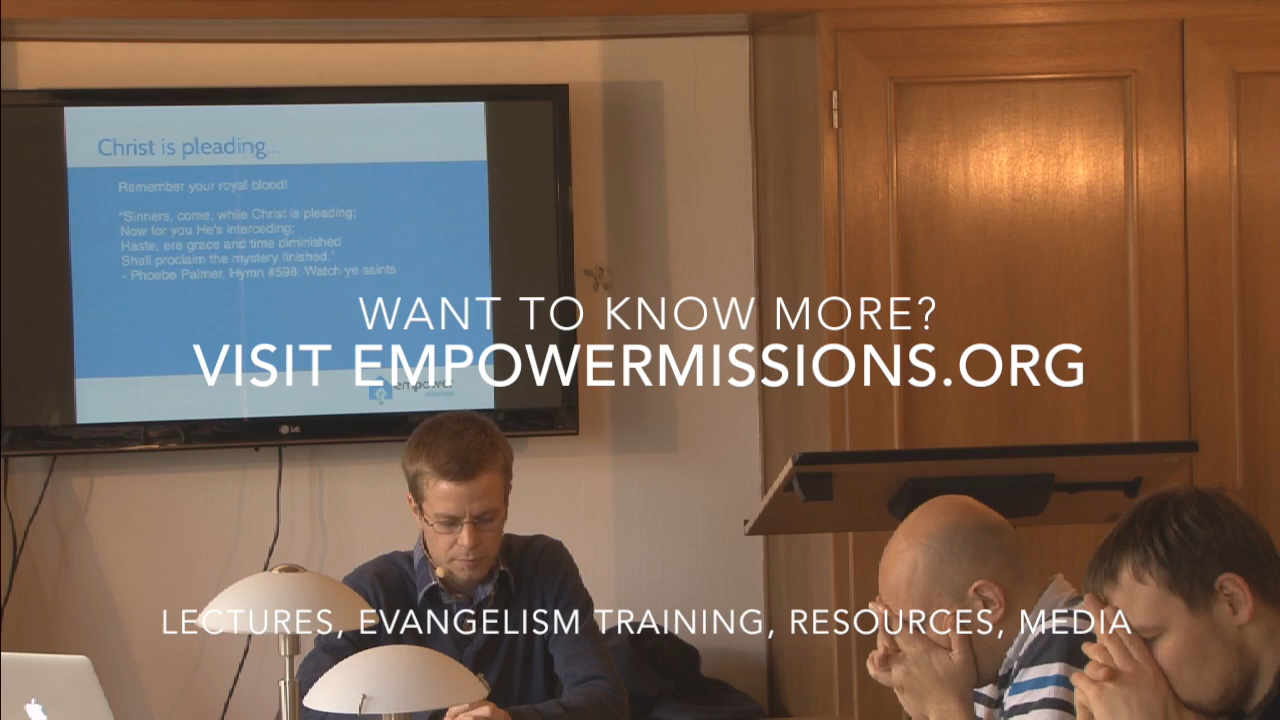 Christ is pleading...
Remember your royal blood!
"Sinners, come, while Christ is pleading;
Now for you He's interceding;
Haste, ere grace and time diminished
Shall proclaim the mystery finished."
- Phoebe Palmer, Hymn #598: Watch ye saints
WANT TO KNOW MORE?
VISIT EMPOWERMISSIONS.ORG
empower
missions
LG
LECTURES, EVANGELISM TRAINING, RESOURCES, MEDIA